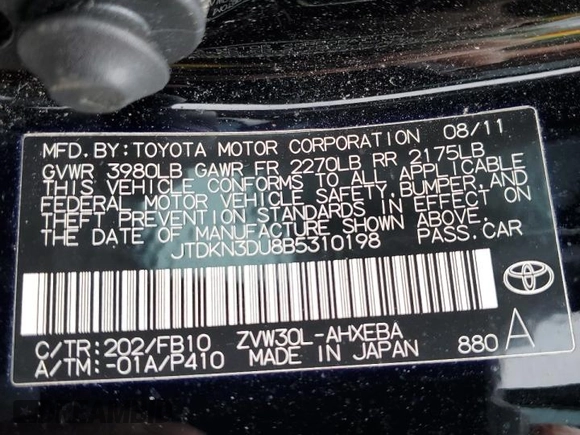 MFD. BY: TOYOTA MOTOR CORPORATION 08/11
GVWR 3980LB GAWR FR 2270LB RR 2175LB
THIS VEHICLE CONFORMS TO ALL APPLICABLE
FEDERAL MOTOR VEHICLE SAFETY, BUMPER, AND
THEFT PREVENTION STANDARDS IN EFFECT ON
THE DATE OF MANUFACTURE SHOWN ABOVE.
JTDKN3DU8B5310198 PASS. CAR
TOYOTA
C/TR: 202/FB10 ZVW30L-AHXEBA
A/TM: -01A/P410 MADE IN JAPAN 880 A